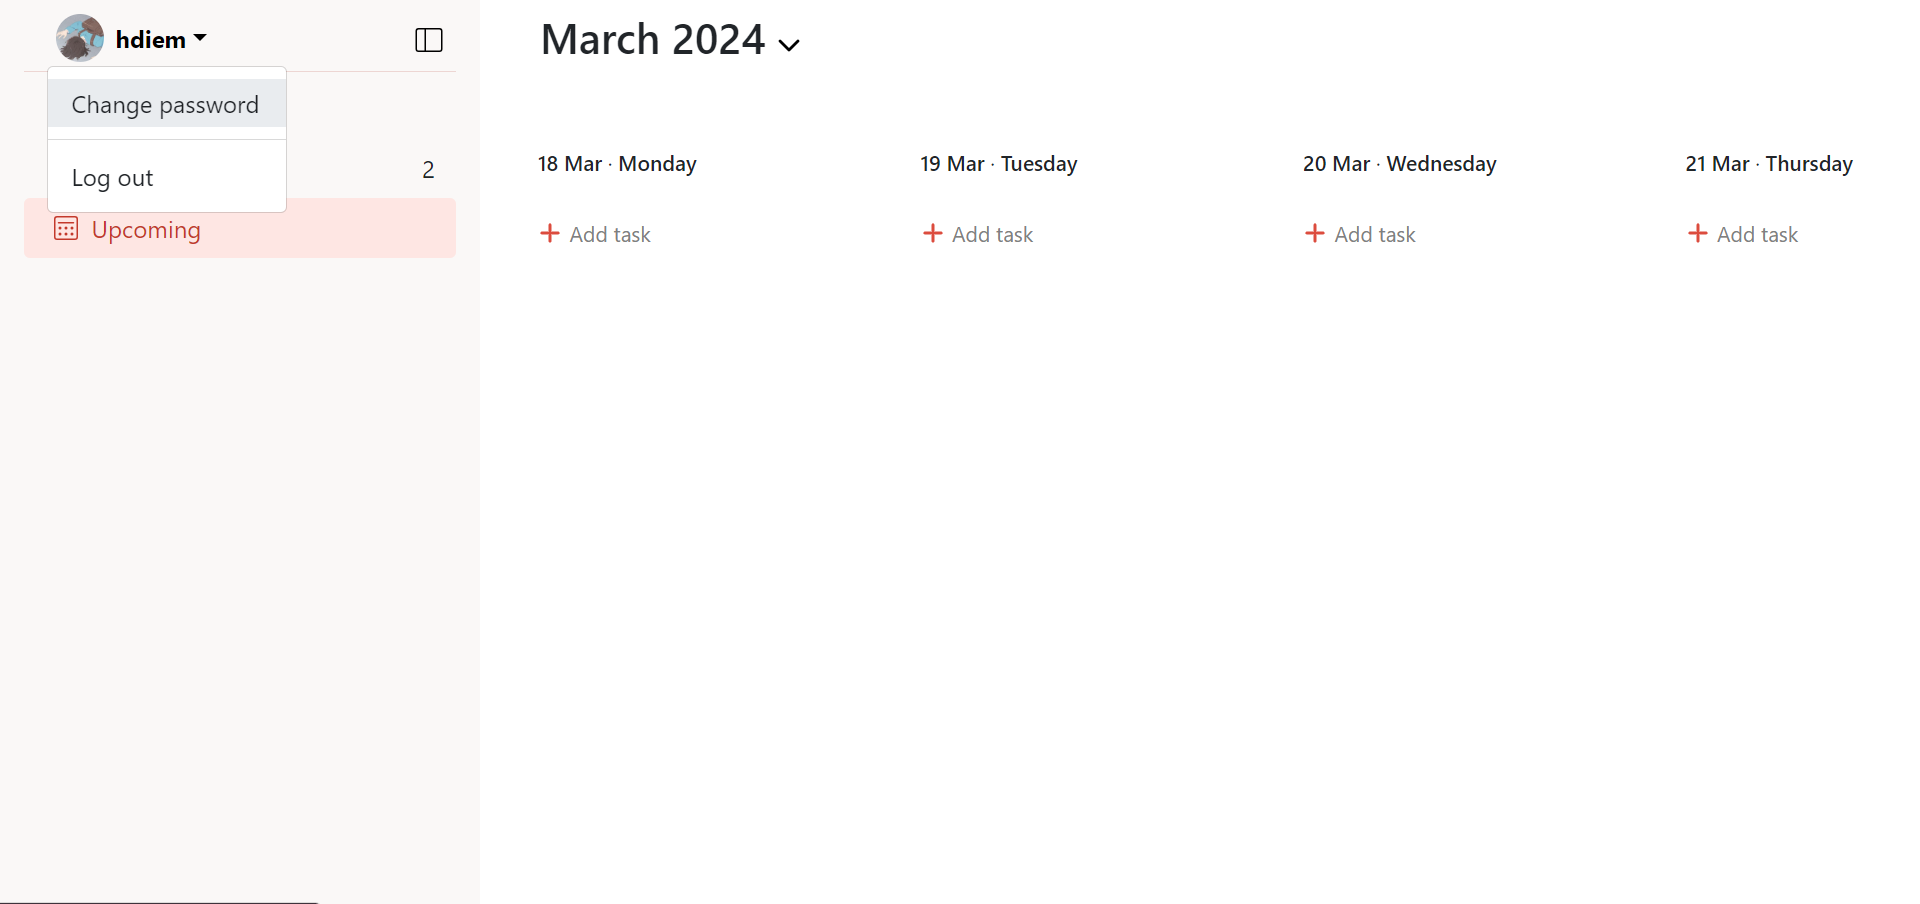 hdiem
Change password
Log out
2
Upcoming
March 2024
18 Mar · Monday
Add task
19 Mar · Tuesday
Add task
20 Mar · Wednesday
Add task
21 Mar · Thursday
Add task